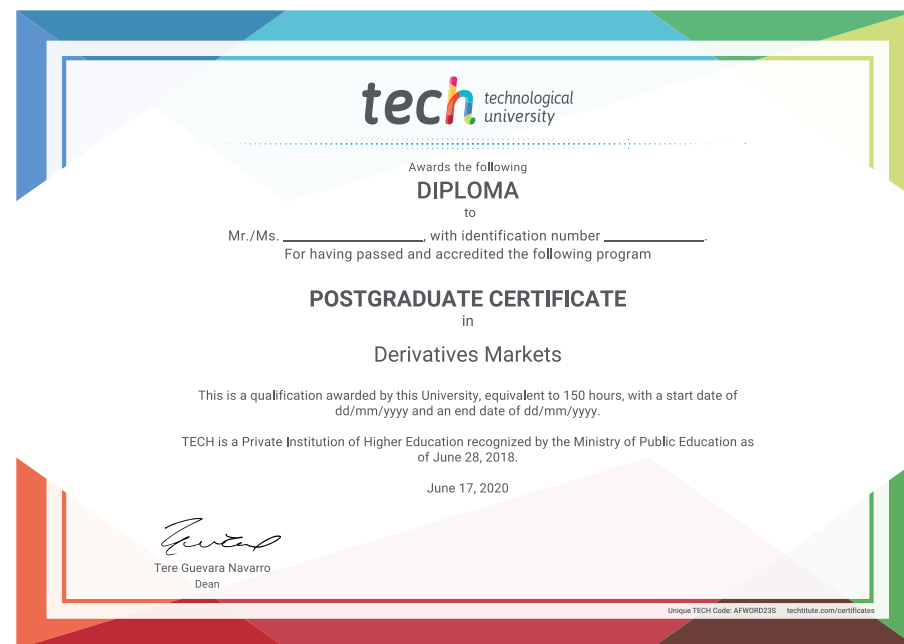 tech technological
university
Awards the following
DIPLOMA
to
Mr./Ms. ____________________, with identification number ______________.
For having passed and accredited the following program
POSTGRADUATE CERTIFICATE
in
Derivatives Markets
This is a qualification awarded by this University, equivalent to 150 hours, with a start date of
dd/mm/yyyy and an end date of dd/mm/yyyy.
TECH is a Private Institution of Higher Education recognized by the Ministry of Public Education as
of June 28, 2018.
June 17, 2020
Tere Guevara Navarro
Dean
Unique TECH Code: AFWORD23S techtitute.com/certificates